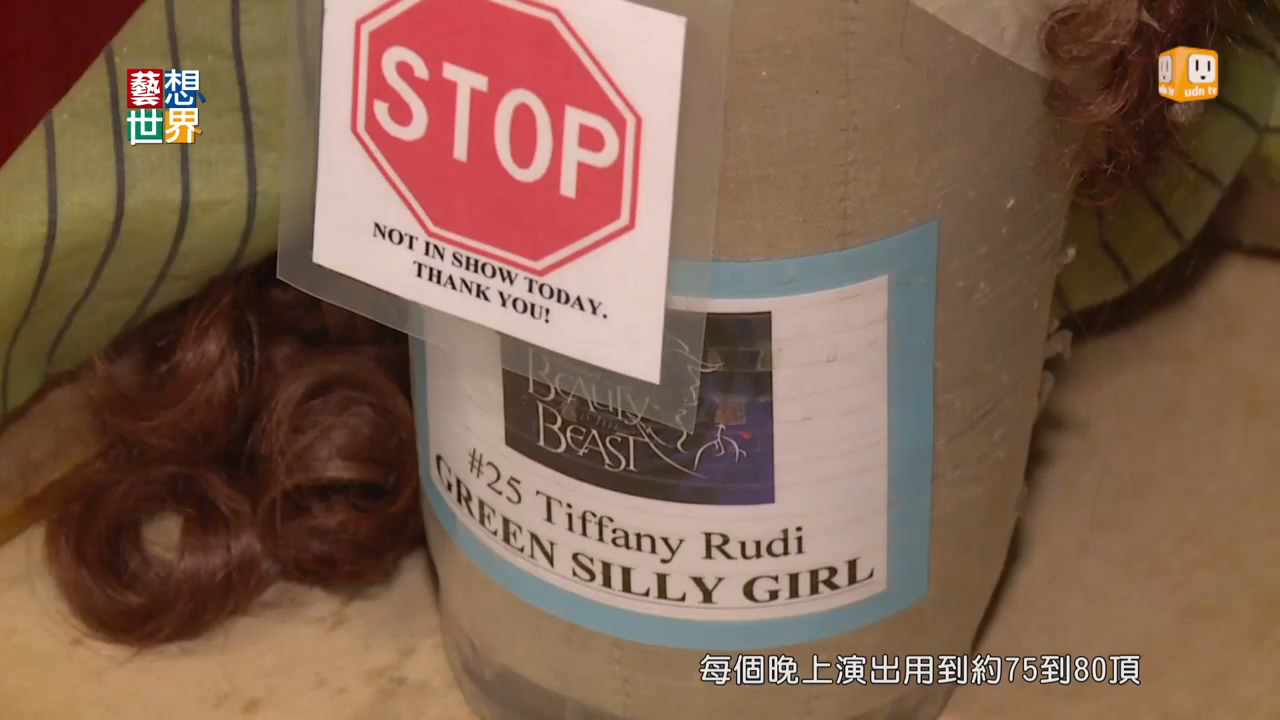 藝想
世界
udn tv
STOP
NOT IN SHOW TODAY.
THANK YOU!
BEAUTY
BEAST
#25 Tiffany Rudi
GREEN SILLY GIRL
每個晚上演出用到約75到80頂